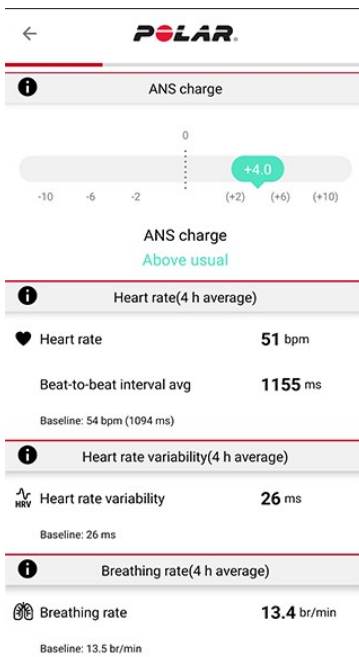 POLAR.
ANS charge
0
+4.0
-10 -6 -2 (+2) (+6) (+10)
ANS charge
Above usual
Heart rate(4 h average)
Heart rate 51 bpm
Beat-to-beat interval avg 1155 ms
Baseline: 54 bpm (1094 ms)
Heart rate variability(4 h average)
HRV Heart rate variability 26 ms
Baseline: 26 ms
Breathing rate(4 h average)
Breathing rate 13.4 br/min
Baseline: 13.5 br/min